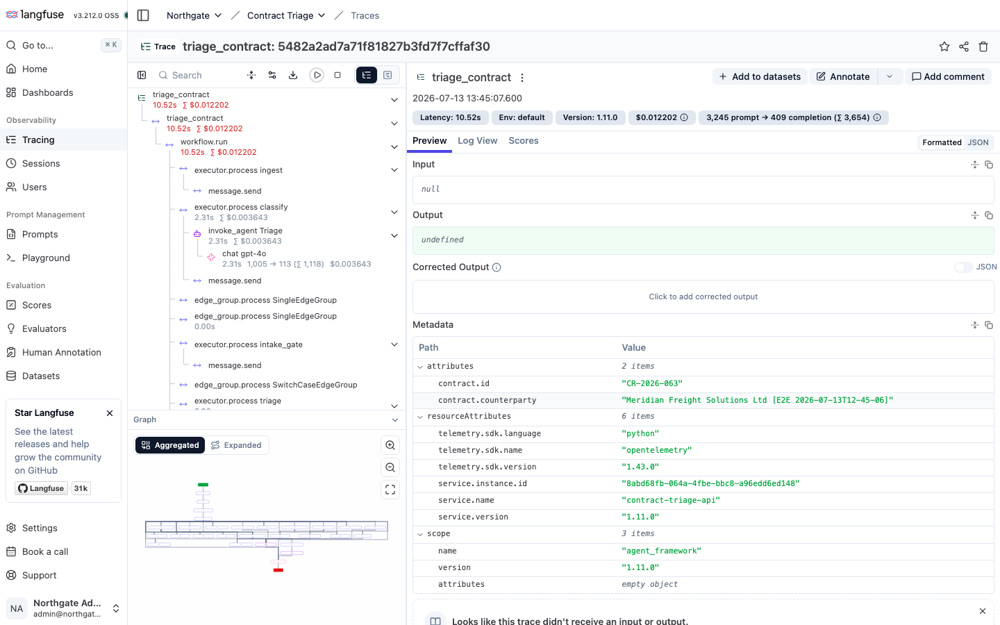 langfuse
v3.212.0 OSS
Northgate
Contract Triage
Traces
Go to...
⌘ K
Home
Dashboards
Observability
Tracing
Sessions
Users
Prompt Management
Prompts
Playground
Evaluation
Scores
Evaluators
Human Annotation
Datasets
Star Langfuse
See the latest
releases and help
grow the community
on GitHub
Langfuse
31k
Settings
Book a call
Support
NA
Northgate Ad...
admin@northgat...
Trace
triage_contract: 5482a2ad7a71f81827b3fd7f7cffaf30
Search
triage_contract
10.52s ∑ $0.012202
triage_contract
10.52s ∑ $0.012202
workflow.run
10.52s ∑ $0.012202
executor.process ingest
message.send
executor.process classify
2.31s ∑ $0.003643
invoke_agent Triage
2.31s ∑ $0.003643
chat gpt-4o
2.31s 1,005 → 113 (∑ 1,118) $0.003643
message.send
edge_group.process SingleEdgeGroup
edge_group.process SingleEdgeGroup
0.00s
executor.process intake_gate
message.send
edge_group.process SwitchCaseEdgeGroup
executor.process triage
Graph
Aggregated
Expanded
triage_contract
Add to datasets
Annotate
Add comment
2026-07-13 13:45:07.600
Latency: 10.52s
Env: default
Version: 1.11.0
$0.012202
3,245 prompt → 409 completion (∑ 3,654)
Preview
Log View
Scores
Formatted
JSON
Input
null
Output
undefined
Corrected Output
JSON
Click to add corrected output
Metadata
Path Value
attributes 2 items
contract.id "CR-2026-063"
contract.counterparty "Meridian Freight Solutions Ltd [E2E 2026-07-13T12-45-06]"
resourceAttributes 6 items
telemetry.sdk.language "python"
telemetry.sdk.name "opentelemetry"
telemetry.sdk.version "1.43.0"
service.instance.id "8abd68fb-064a-4fbe-bbc8-a96edd6ed148"
service.name "contract-triage-api"
service.version "1.11.0"
scope 3 items
name "agent_framework"
version "1.11.0"
attributes empty object
Looks like this trace didn't receive an input or output.